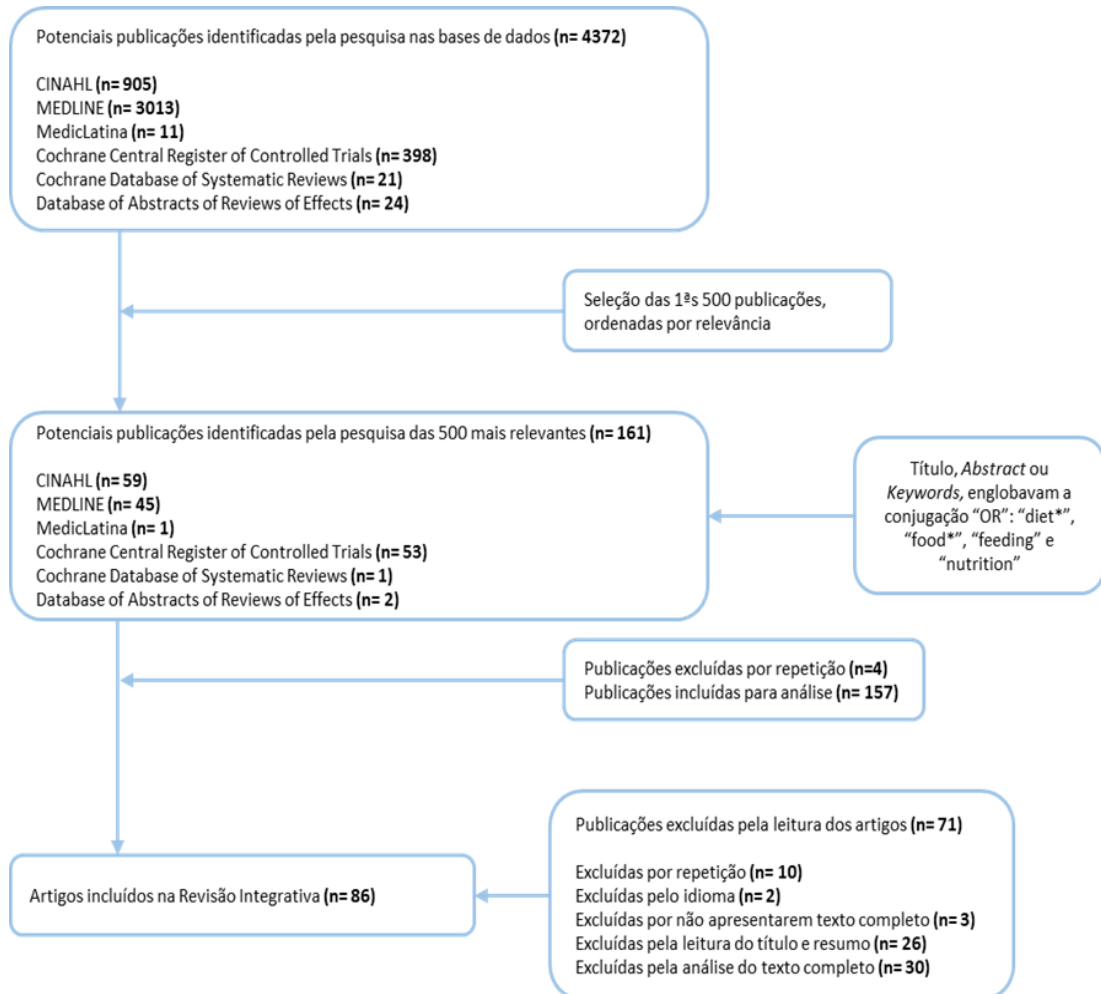 Potenciais publicações identificadas pela pesquisa nas bases de dados (n= 4372)
CINAHL (n= 905)
MEDLINE (n= 3013)
MedicLatina (n= 11)
Cochrane Central Register of Controlled Trials (n= 398)
Cochrane Database of Systematic Reviews (n= 21)
Database of Abstracts of Reviews of Effects (n= 24)
Seleção das 1ªs 500 publicações,
ordenadas por relevância
Potenciais publicações identificadas pela pesquisa das 500 mais relevantes (n= 161)
CINAHL (n= 59)
MEDLINE (n= 45)
MedicLatina (n= 1)
Cochrane Central Register of Controlled Trials (n= 53)
Cochrane Database of Systematic Reviews (n= 1)
Database of Abstracts of Reviews of Effects (n= 2)
Título, Abstract ou
Keywords, englobavam a
conjugação “OR”: “diet*”,
“food*”, “feeding” e
“nutrition”
Publicações excluídas por repetição (n=4)
Publicações incluídas para análise (n= 157)
Publicações excluídas pela leitura dos artigos (n= 71)
Excluídas por repetição (n= 10)
Excluídas pelo idioma (n= 2)
Excluídas por não apresentarem texto completo (n= 3)
Excluídas pela leitura do título e resumo (n= 26)
Excluídas pela análise do texto completo (n= 30)
Artigos incluídos na Revisão Integrativa (n= 86)